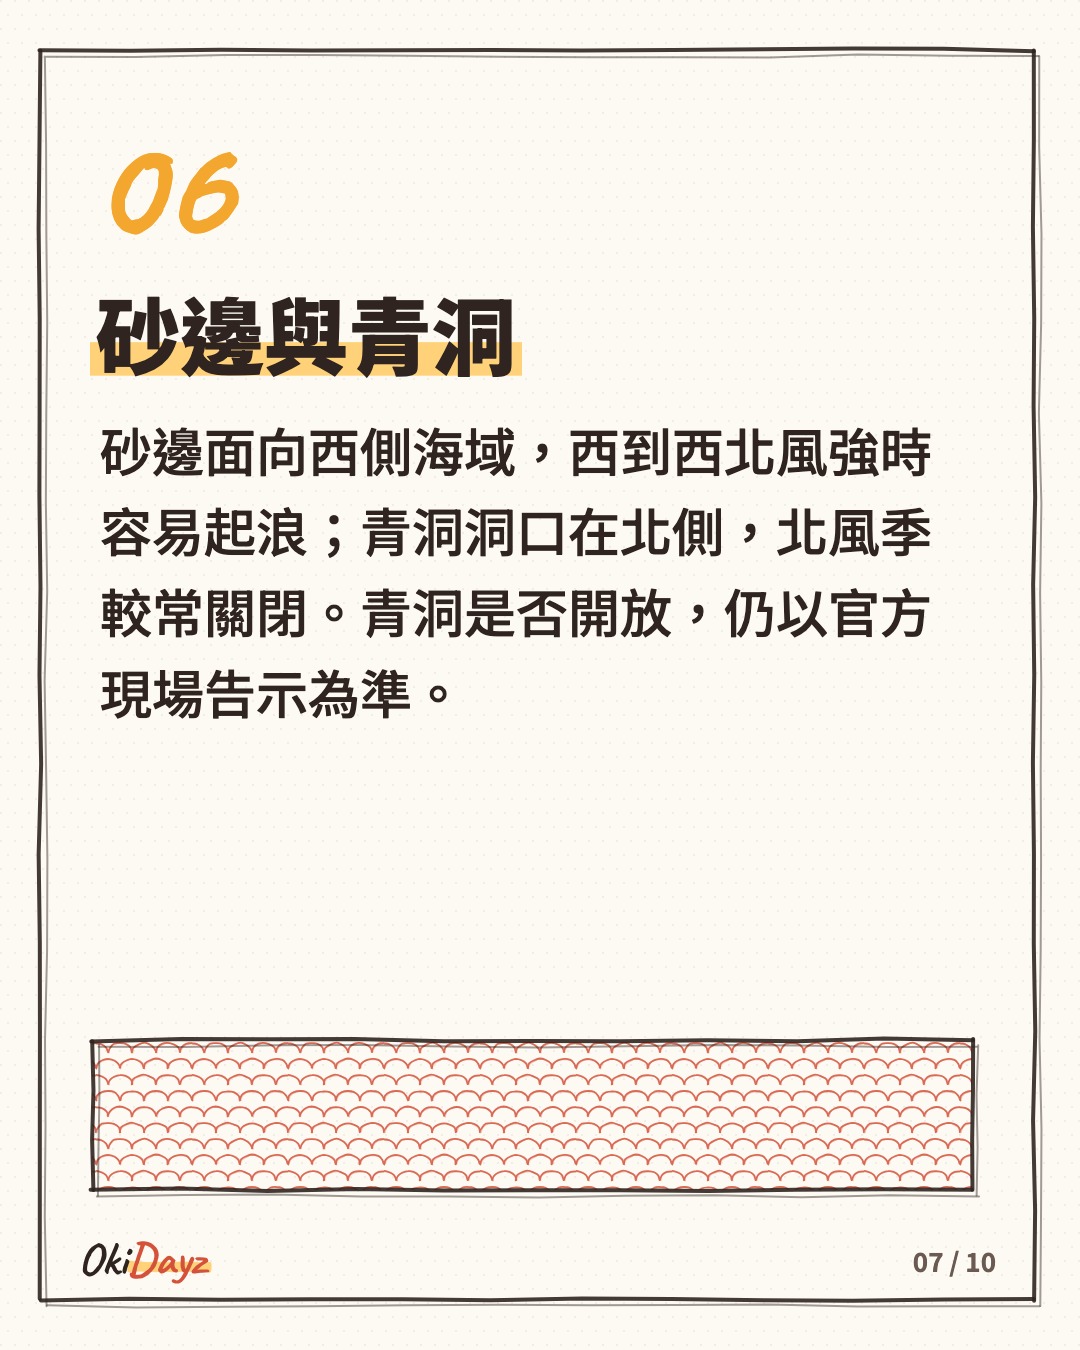 06
砂邊與青洞
砂邊面向西側海域，西到西北風強時
容易起浪；青洞洞口在北側，北風季
較常關閉。青洞是否開放，仍以官方
現場告示為準。
OkiDayz
07 / 10